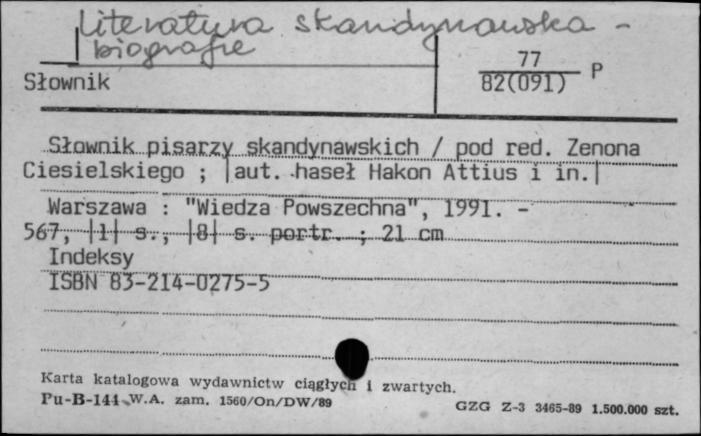 Literatura skandynawska -
biografie
77
82(091) P
Słownik
Słownik pisarzy skandynawskich / pod red. Zenona
Ciesielskiego ; |aut. haseł Hakon Attius i in.|
Warszawa : "Wiedza Powszechna", 1991. -
567, |1| s., |8| s. portr. ; 21 cm
Indeksy
ISBN 83-214-0275-5
Karta katalogowa wydawnictw ciągłych i zwartych.
Pu-B-144 W.A. zam. 1560/On/DW/89
GZG Z-3 3465-89 1.500.000 szt.